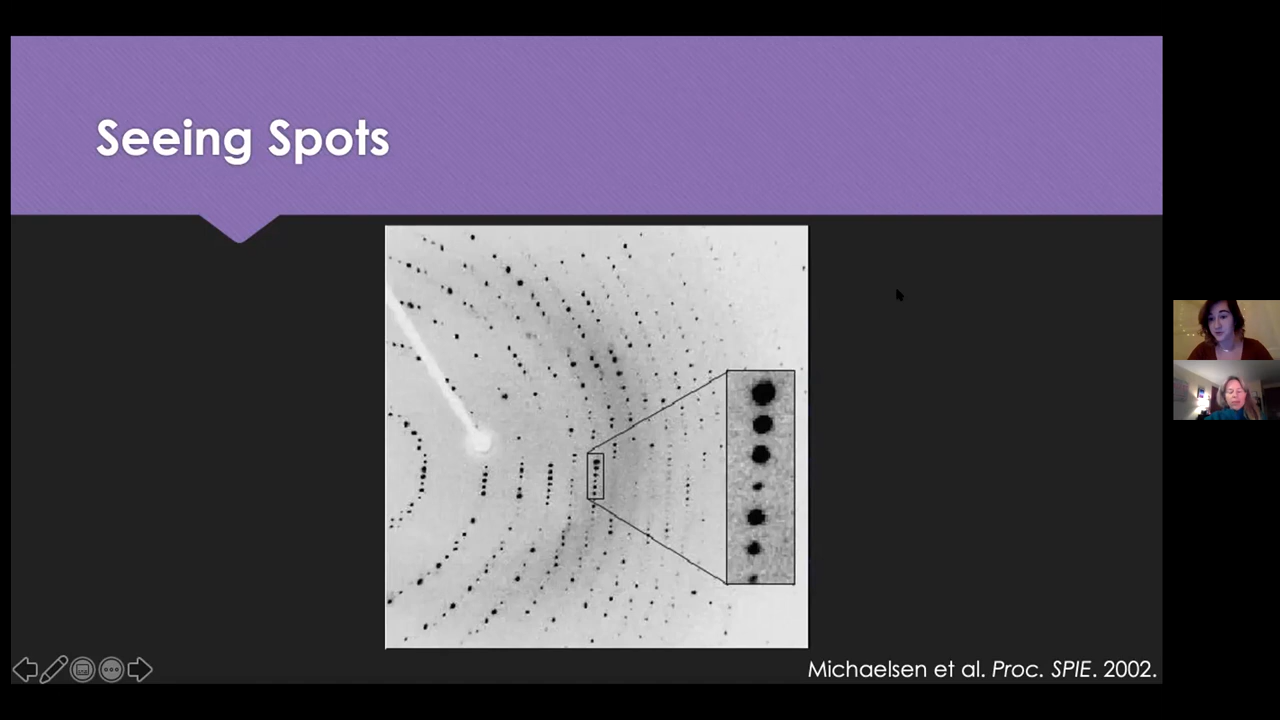 Seeing Spots
Michaelsen et al. Proc. SPIE. 2002.